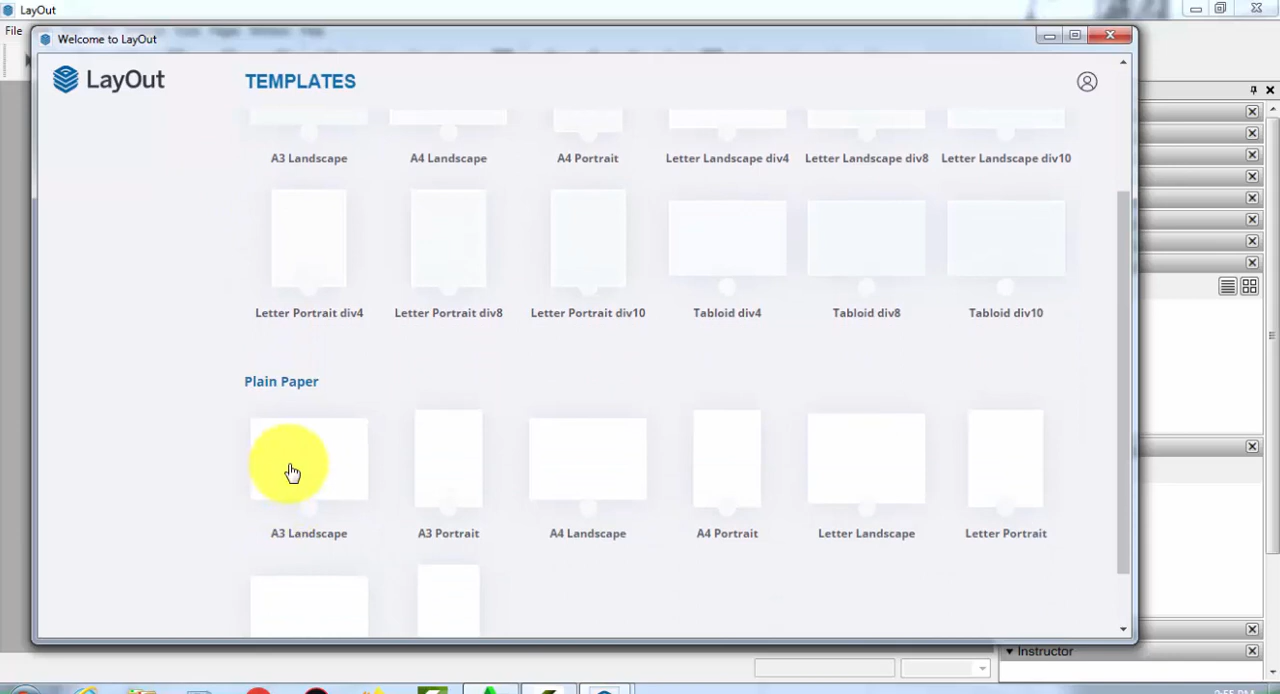 LayOut
File
Welcome to LayOut
LayOut
TEMPLATES
A3 Landscape
A4 Landscape
A4 Portrait
Letter Landscape div4
Letter Landscape div8
Letter Landscape div10
Letter Portrait div4
Letter Portrait div8
Letter Portrait div10
Tabloid div4
Tabloid div8
Tabloid div10
Plain Paper
A3 Landscape
A3 Portrait
A4 Landscape
A4 Portrait
Letter Landscape
Letter Portrait
Instructor